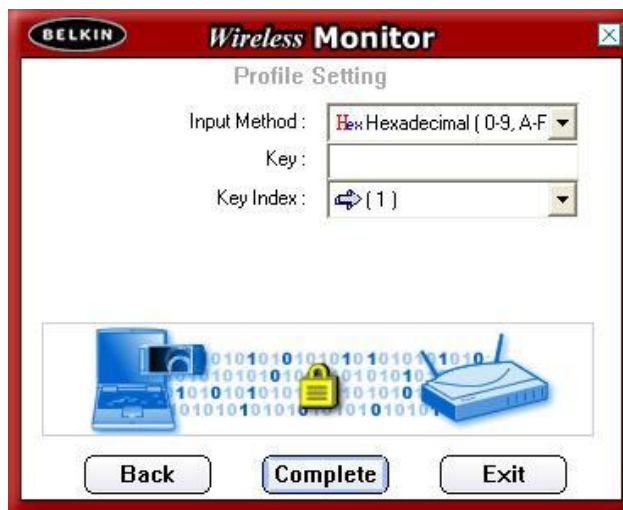 BELKIN
Wireless Monitor
Profile Setting
Input Method :
Hex Hexadecimal ( 0-9, A-F
Key :
Key Index :
( 1 )
Back
Complete
Exit